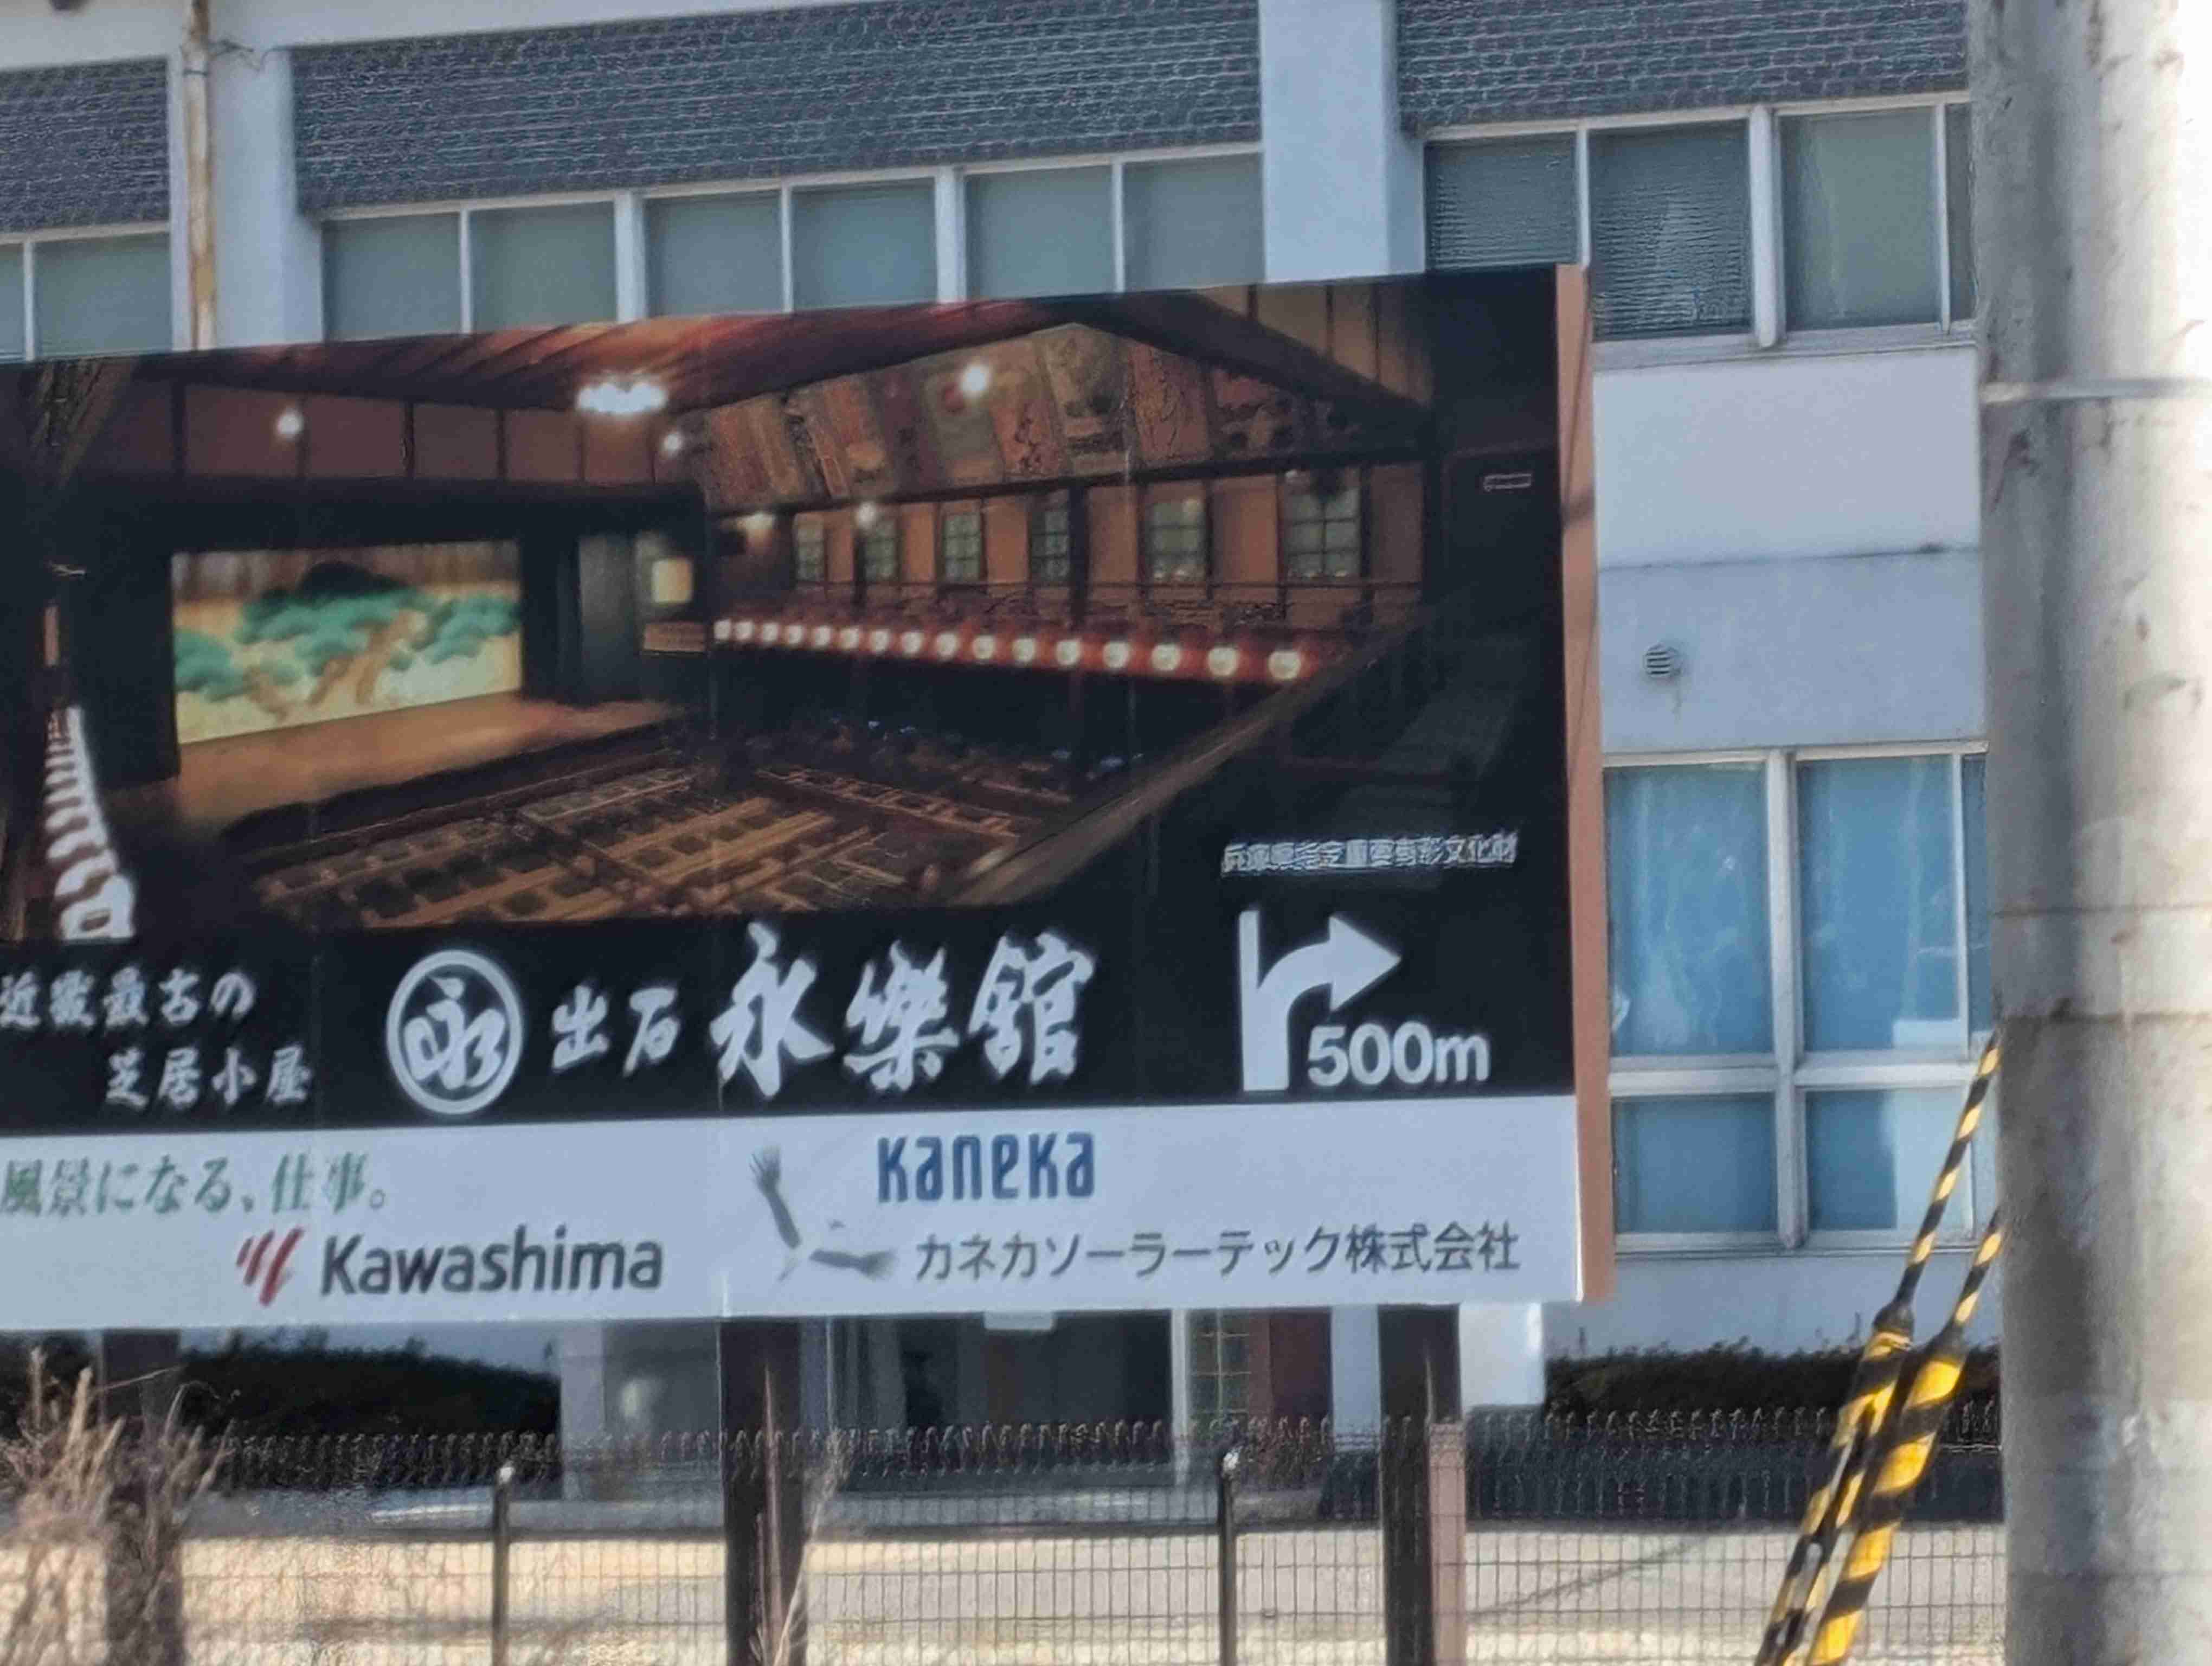 兵庫県指定重要有形文化財
近畿最古の
芝居小屋
永 出石 永楽館
500m
風景になる、仕事。
Kawashima
kaneka
カネカソーラーテック株式会社